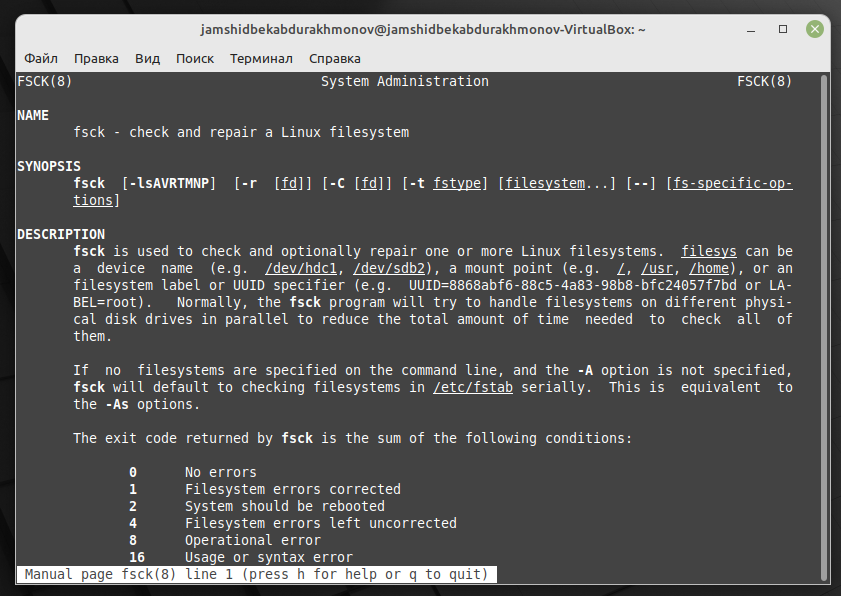 jamshidbekabdurakhmonov@jamshidbekabdurakhmonov-VirtualBox: ~
Файл Правка Вид Поиск Терминал Справка
FSCK(8) System Administration FSCK(8)
NAME
fsck - check and repair a Linux filesystem
SYNOPSIS
fsck [-lsAVRTMNP] [-r [fd]] [-C [fd]] [-t fstype] [filesystem...] [--] [fs-specific-op-
tions]
DESCRIPTION
fsck is used to check and optionally repair one or more Linux filesystems. filesys can be
a device name (e.g. /dev/hdc1, /dev/sdb2), a mount point (e.g. /, /usr, /home), or an
filesystem label or UUID specifier (e.g. UUID=8868abf6-88c5-4a83-98b8-bfc24057f7bd or LA-
BEL=root). Normally, the fsck program will try to handle filesystems on different physi-
cal disk drives in parallel to reduce the total amount of time needed to check all of
them.
If no filesystems are specified on the command line, and the -A option is not specified,
fsck will default to checking filesystems in /etc/fstab serially. This is equivalent to
the -As options.
The exit code returned by fsck is the sum of the following conditions:
0 No errors
1 Filesystem errors corrected
2 System should be rebooted
4 Filesystem errors left uncorrected
8 Operational error
16 Usage or syntax error
Manual page fsck(8) line 1 (press h for help or q to quit)